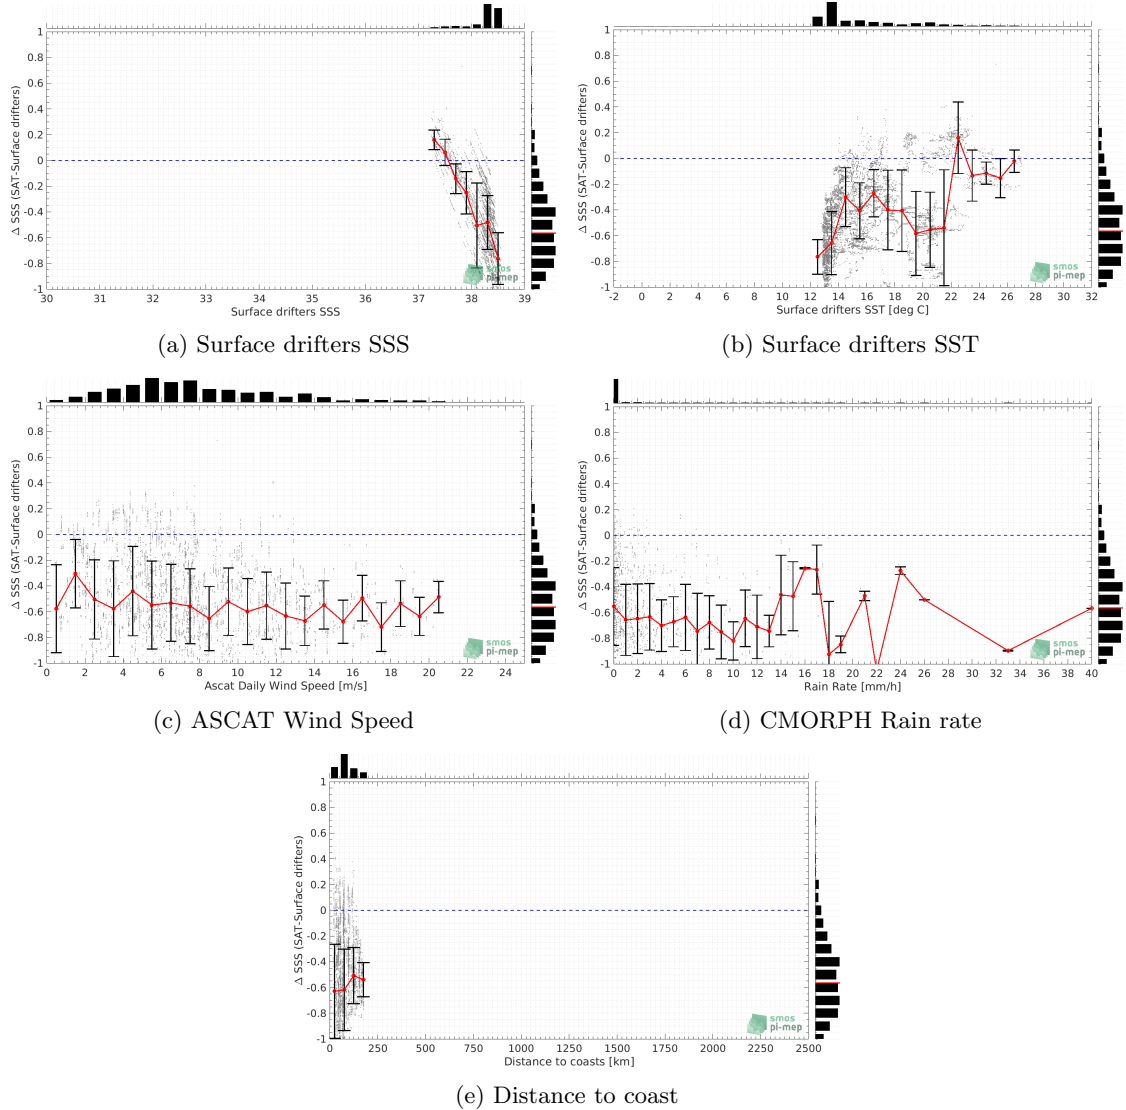 1
0.8
0.6
0.4
0.2
0
-0.2
-0.4
-0.6
-0.8
-1
Δ SSS (SAT-Surface drifters)
30 31 32 33 34 35 36 37 38 39
Surface drifters SSS
smos
pi-mep
(a) Surface drifters SSS
1
0.8
0.6
0.4
0.2
0
-0.2
-0.4
-0.6
-0.8
-1
Δ SSS (SAT-Surface drifters)
-2 0 2 4 6 8 10 12 14 16 18 20 22 24 26 28 30 32
Surface drifters SST [deg C]
smos
pi-mep
(b) Surface drifters SST
1
0.8
0.6
0.4
0.2
0
-0.2
-0.4
-0.6
-0.8
-1
Δ SSS (SAT-Surface drifters)
0 2 4 6 8 10 12 14 16 18 20 22 24
Ascat Daily Wind Speed [m/s]
smos
pi-mep
(c) ASCAT Wind Speed
1
0.8
0.6
0.4
0.2
0
-0.2
-0.4
-0.6
-0.8
-1
Δ SSS (SAT-Surface drifters)
0 2 4 6 8 10 12 14 16 18 20 22 24 26 28 30 32 34 36 38 40
Rain Rate [mm/h]
smos
pi-mep
(d) CMORPH Rain rate
1
0.8
0.6
0.4
0.2
0
-0.2
-0.4
-0.6
-0.8
-1
Δ SSS (SAT-Surface drifters)
0 250 500 750 1000 1250 1500 1750 2000 2250 2500
Distance to coasts [km]
smos
pi-mep
(e) Distance to coast